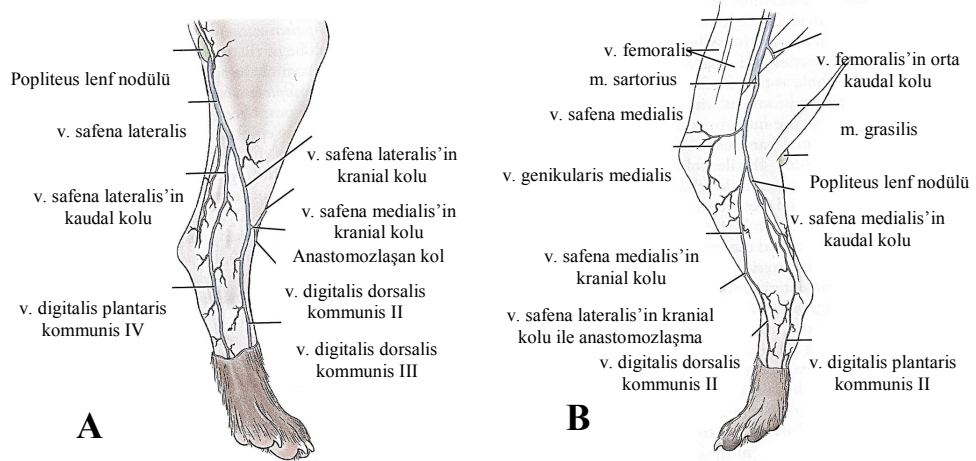 Popliteus lenf nodülü
v. safena lateralis
v. safena lateralis'in
kaudal kolu
v. digitalis plantaris
kommunis IV
v. safena lateralis'in
kranial kolu
v. safena medialis'in
kranial kolu
Anastomozlaşan kol
v. digitalis dorsalis
kommunis II
v. digitalis dorsalis
kommunis III
A
v. femoralis
m. sartorius
v. safena medialis
v. genikularis medialis
v. safena medialis'in
kranial kolu
v. safena lateralis'in kranial
kolu ile anastomozlaşma
v. digitalis dorsalis
kommunis II
v. femoralis'in orta
kaudal kolu
m. grasilis
Popliteus lenf nodülü
v. safena medialis'in
kaudal kolu
v. digitalis plantaris
kommunis II
B